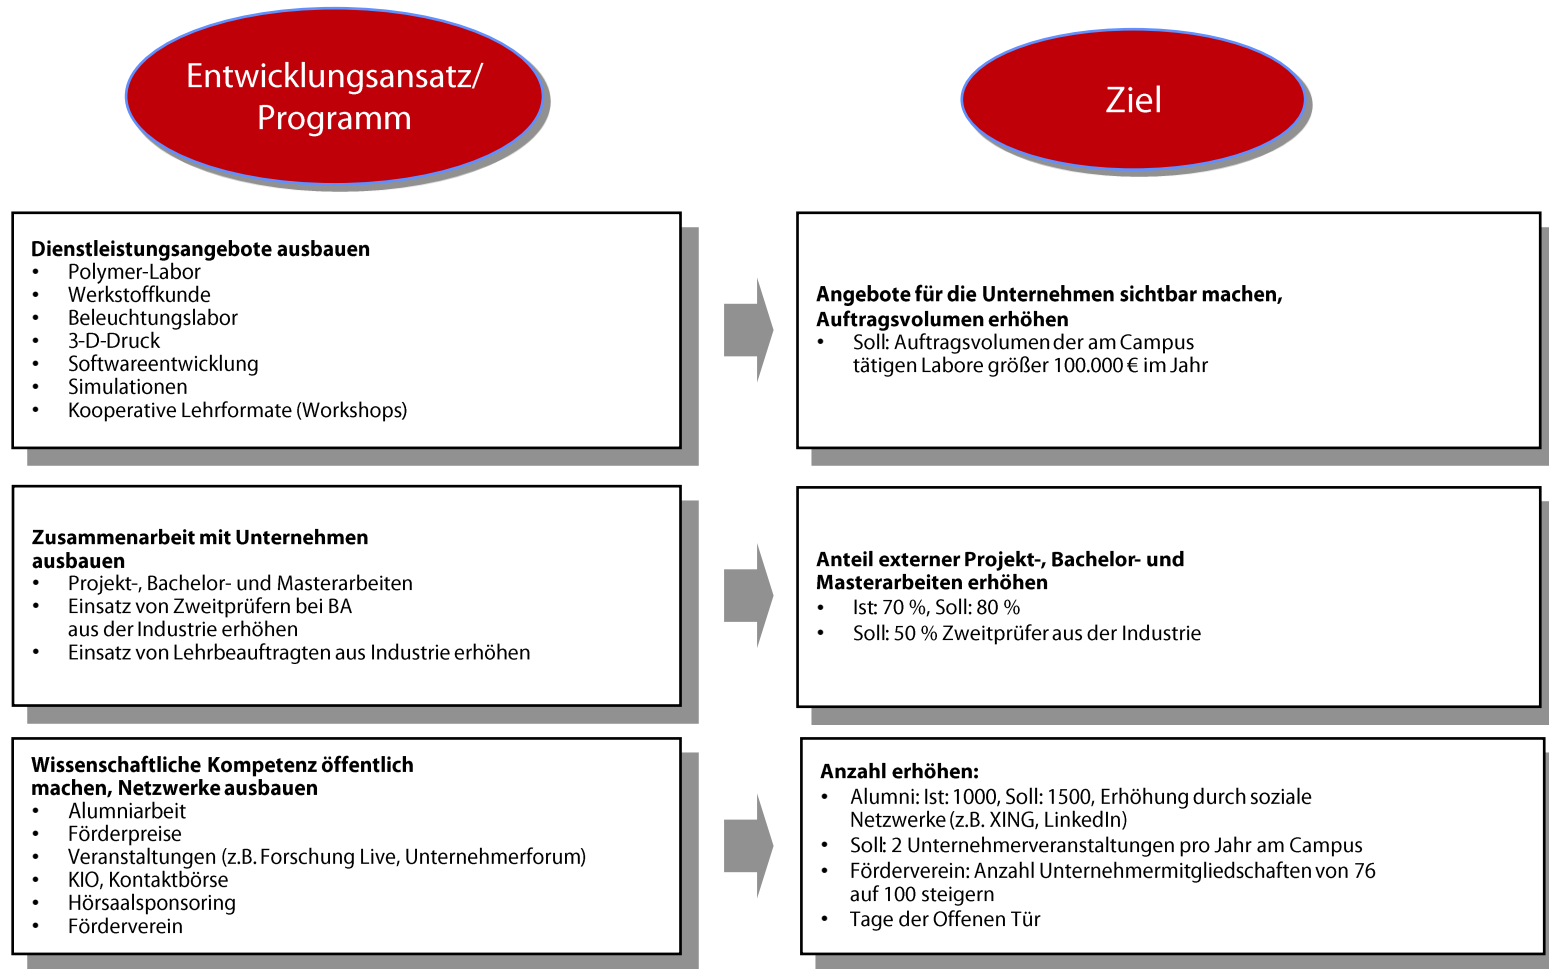 Entwicklungsansatz/
Programm
Ziel
Dienstleistungsangebote ausbauen
• Polymer-Labor
• Werkstoffkunde
• Beleuchtungslabor
• 3-D-Druck
• Softwareentwicklung
• Simulationen
• Kooperative Lehrformate (Workshops)
Angebote für die Unternehmen sichtbar machen,
Auftragsvolumen erhöhen
• Soll: Auftragsvolumen der am Campus
tätigen Labore größer 100.000 € im Jahr
Zusammenarbeit mit Unternehmen
ausbauen
• Projekt-, Bachelor- und Masterarbeiten
• Einsatz von Zweitprüfern bei BA
aus der Industrie erhöhen
• Einsatz von Lehrbeauftragten aus Industrie erhöhen
Anteil externer Projekt-, Bachelor- und
Masterarbeiten erhöhen
• Ist: 70 %, Soll: 80 %
• Soll: 50 % Zweitprüfer aus der Industrie
Wissenschaftliche Kompetenz öffentlich
machen, Netzwerke ausbauen
• Alumniarbeit
• Förderpreise
• Veranstaltungen (z.B. Forschung Live, Unternehmerforum)
• KIO, Kontaktbörse
• Hörsaalsponsoring
• Förderverein
Anzahl erhöhen:
• Alumni: Ist: 1000, Soll: 1500, Erhöhung durch soziale
Netzwerke (z.B. XING, LinkedIn)
• Soll: 2 Unternehmerveranstaltungen pro Jahr am Campus
• Förderverein: Anzahl Unternehmermitgliedschaften von 76
auf 100 steigern
• Tage der Offenen Tür